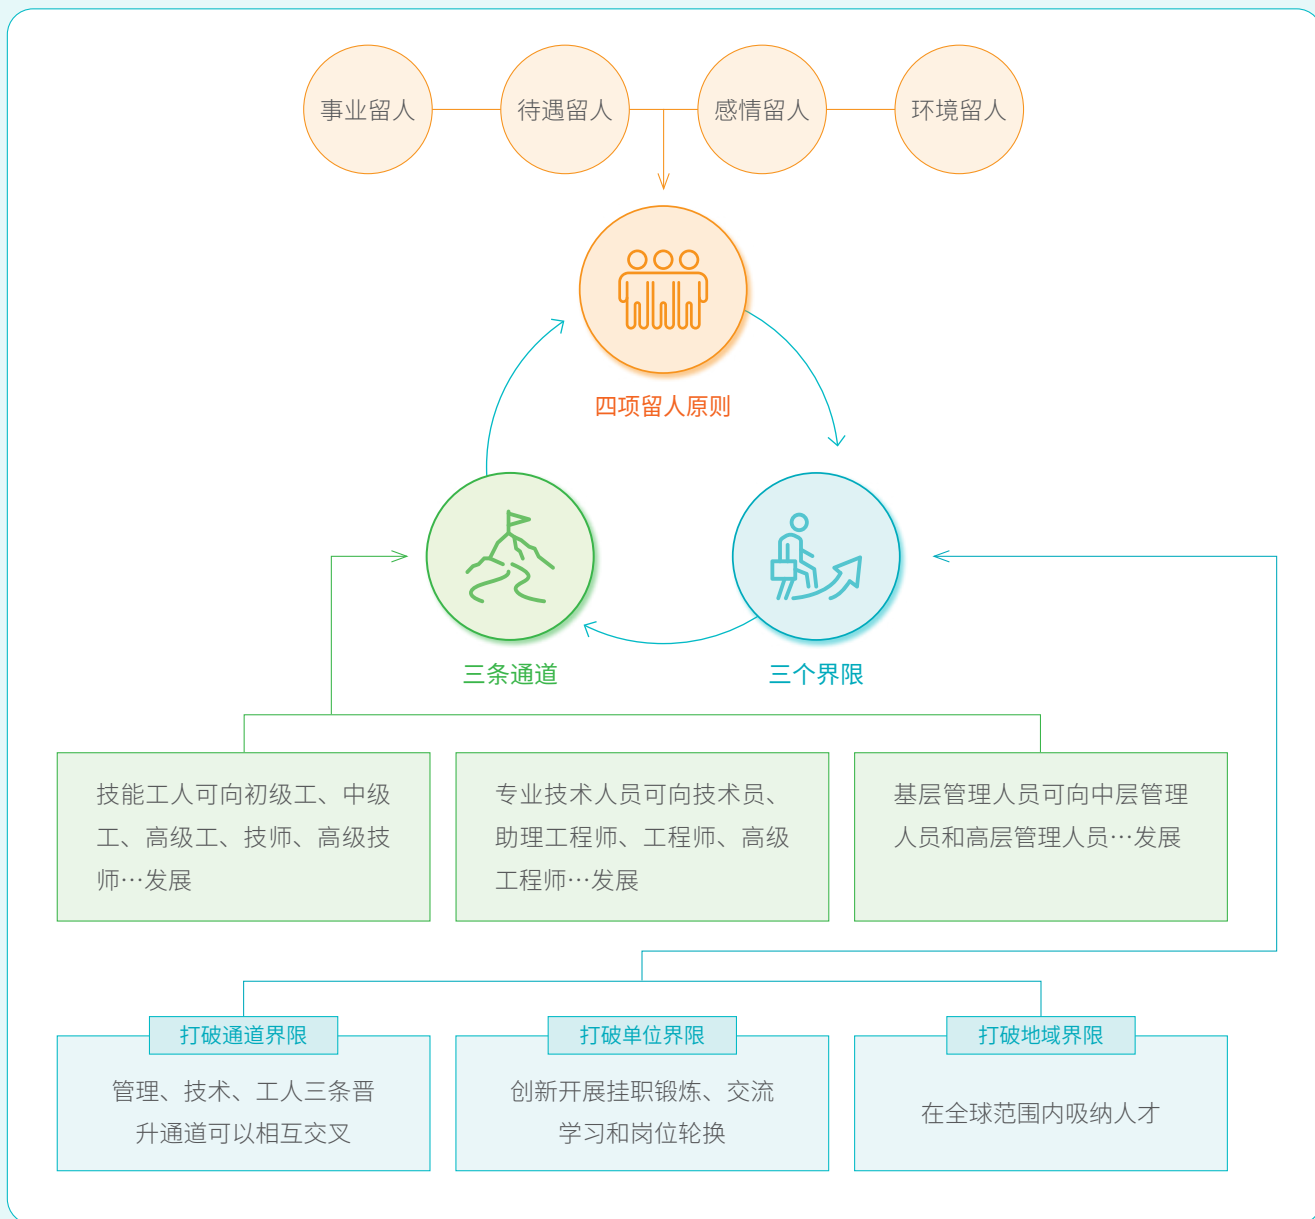 事业留人
待遇留人
感情留人
环境留人
四项留人原则
三条通道
三个界限
技能工人可向初级工、中级
工、高级工、技师、高级技
师…发展
专业技术人员可向技术员、
助理工程师、工程师、高级
工程师…发展
基层管理人员可向中层管理
人员和高层管理人员…发展
打破通道界限
管理、技术、工人三条晋
升通道可以相互交叉
打破单位界限
创新开展挂职锻炼、交流
学习和岗位轮换
打破地域界限
在全球范围内吸纳人才